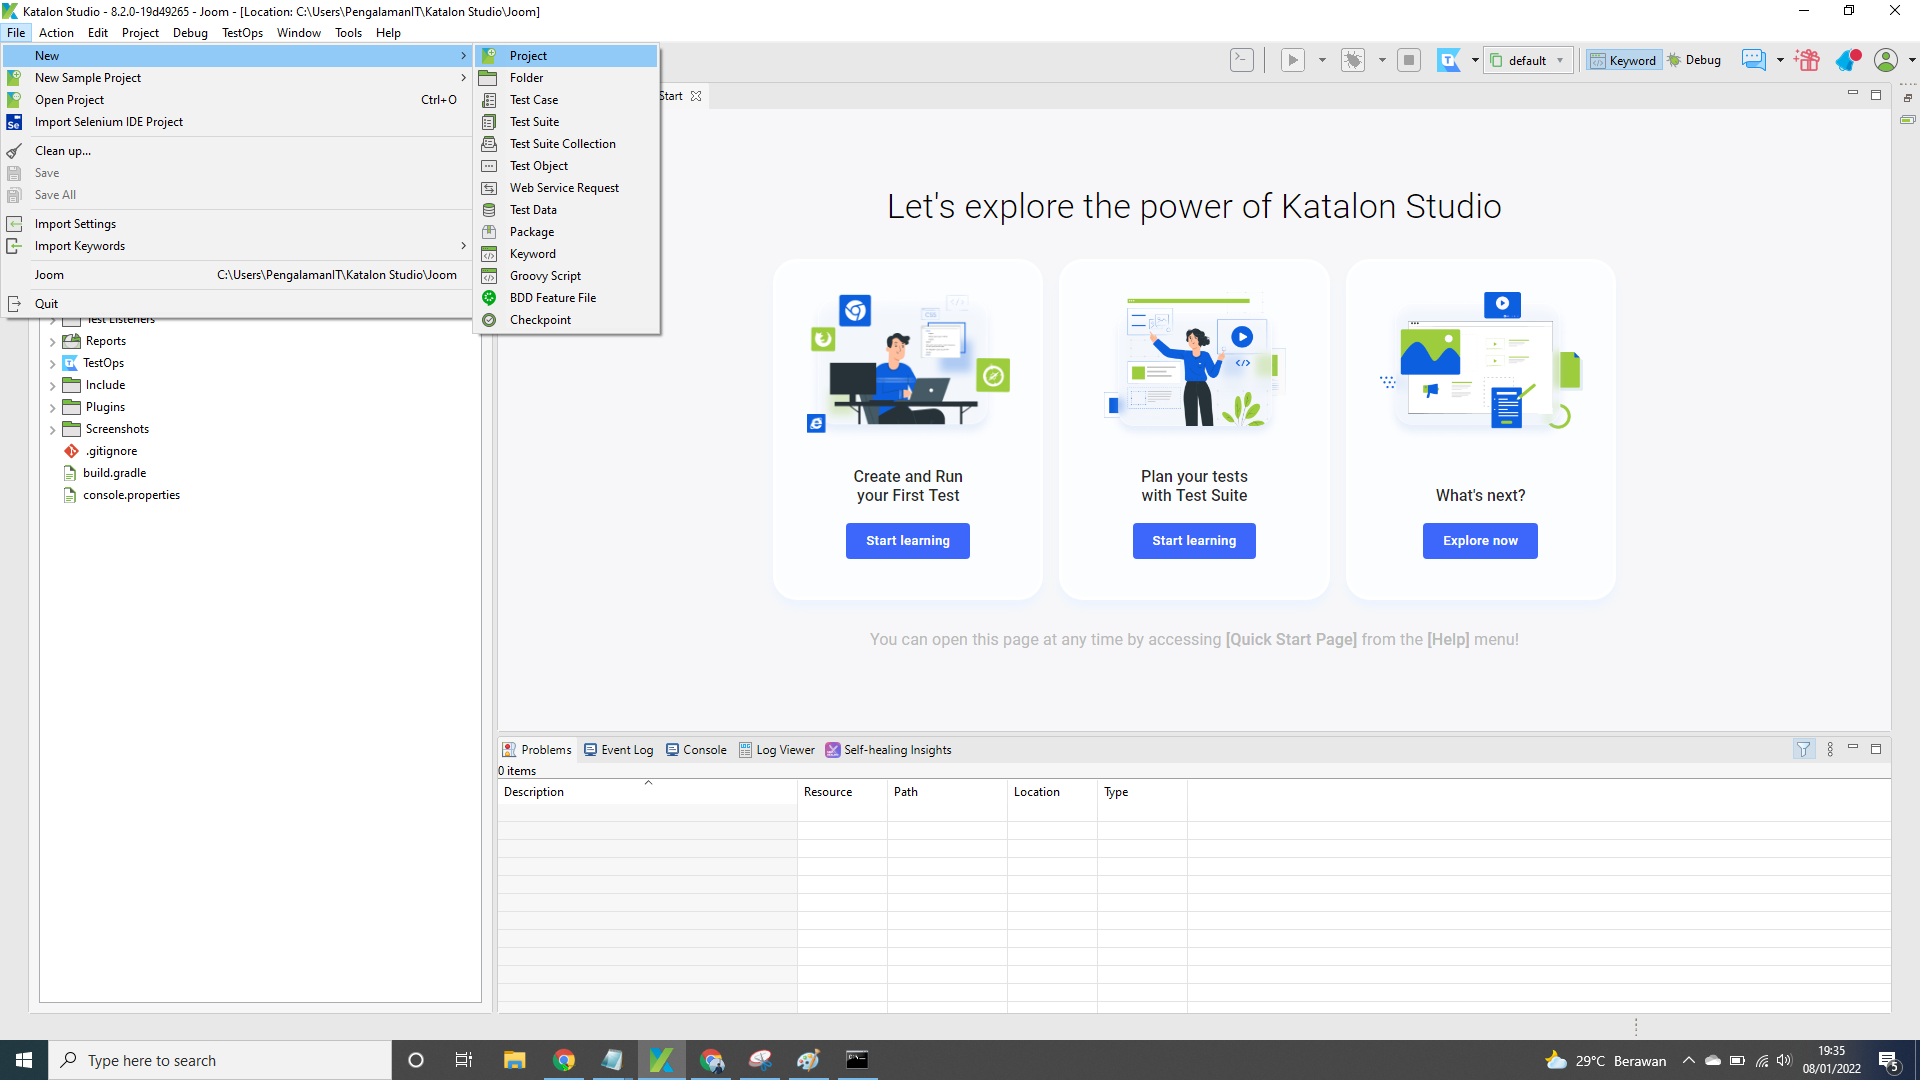 Katalon Studio - 8.2.0-19d49265 - Joom - [Location: C:\Users\PengalamanIT\Katalon Studio\Joom]
File Action Edit Project Debug TestOps Window Tools Help
New
New Sample Project
Open Project Ctrl+O
Import Selenium IDE Project
Clean up...
Save
Save All
Import Settings
Import Keywords
Joom C:\Users\PengalamanIT\Katalon Studio\Joom
Quit
Project
Folder
Test Case
Test Suite
Test Suite Collection
Test Object
Web Service Request
Test Data
Package
Keyword
Groovy Script
BDD Feature File
Checkpoint
default
Keyword Debug
Start
Test Listeners
Reports
TestOps
Include
Plugins
Screenshots
.gitignore
build.gradle
console.properties
Let's explore the power of Katalon Studio
CSS
Create and Run
your First Test
Start learning
Plan your tests
with Test Suite
Start learning
What's next?
Explore now
You can open this page at any time by accessing [Quick Start Page] from the [Help] menu!
Problems Event Log Console Log Viewer Self-healing Insights
0 items
Description Resource Path Location Type
Type here to search
29°C Berawan
19:35
08/01/2022
5